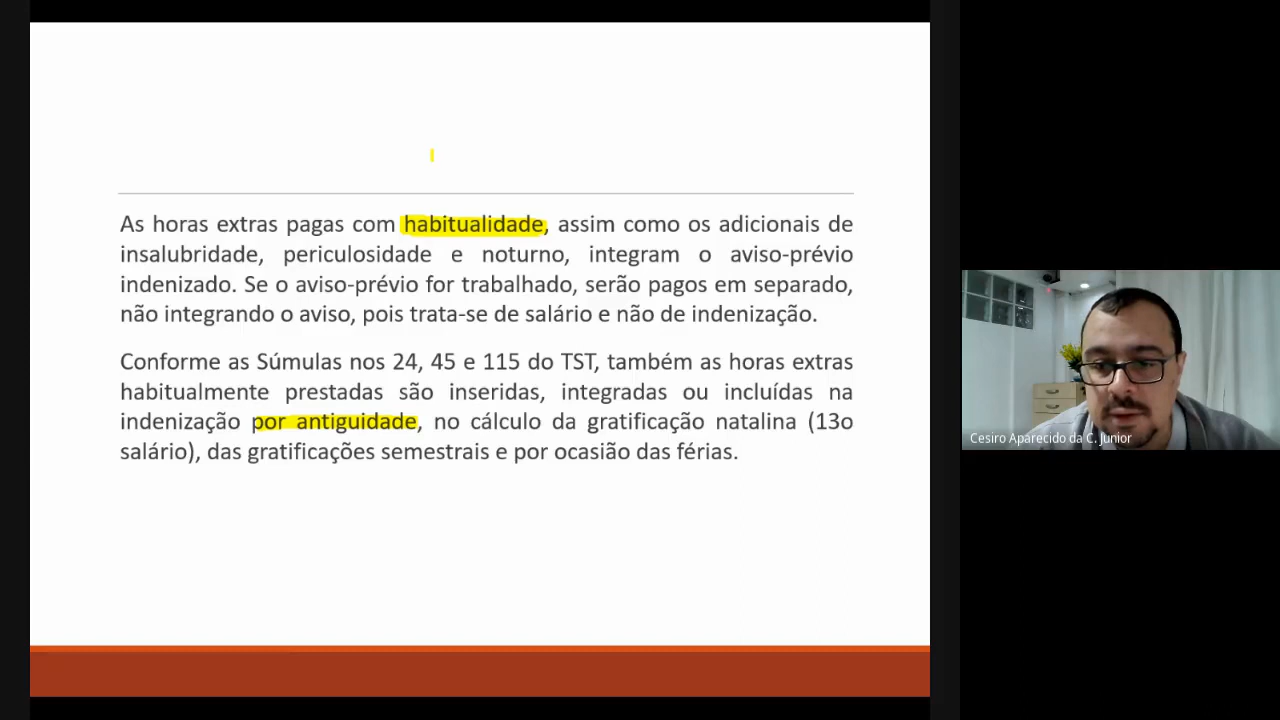 As horas extras pagas com habitualidade, assim como os adicionais de
insalubridade, periculosidade e noturno, integram o aviso-prévio
indenizado. Se o aviso-prévio for trabalhado, serão pagos em separado,
não integrando o aviso, pois trata-se de salário e não de indenização.
Conforme as Súmulas nos 24, 45 e 115 do TST, também as horas extras
habitualmente prestadas são inseridas, integradas ou incluídas na
indenização por antiguidade, no cálculo da gratificação natalina (13o
salário), das gratificações semestrais e por ocasião das férias.
Cesiro Aparecido da C. Junior